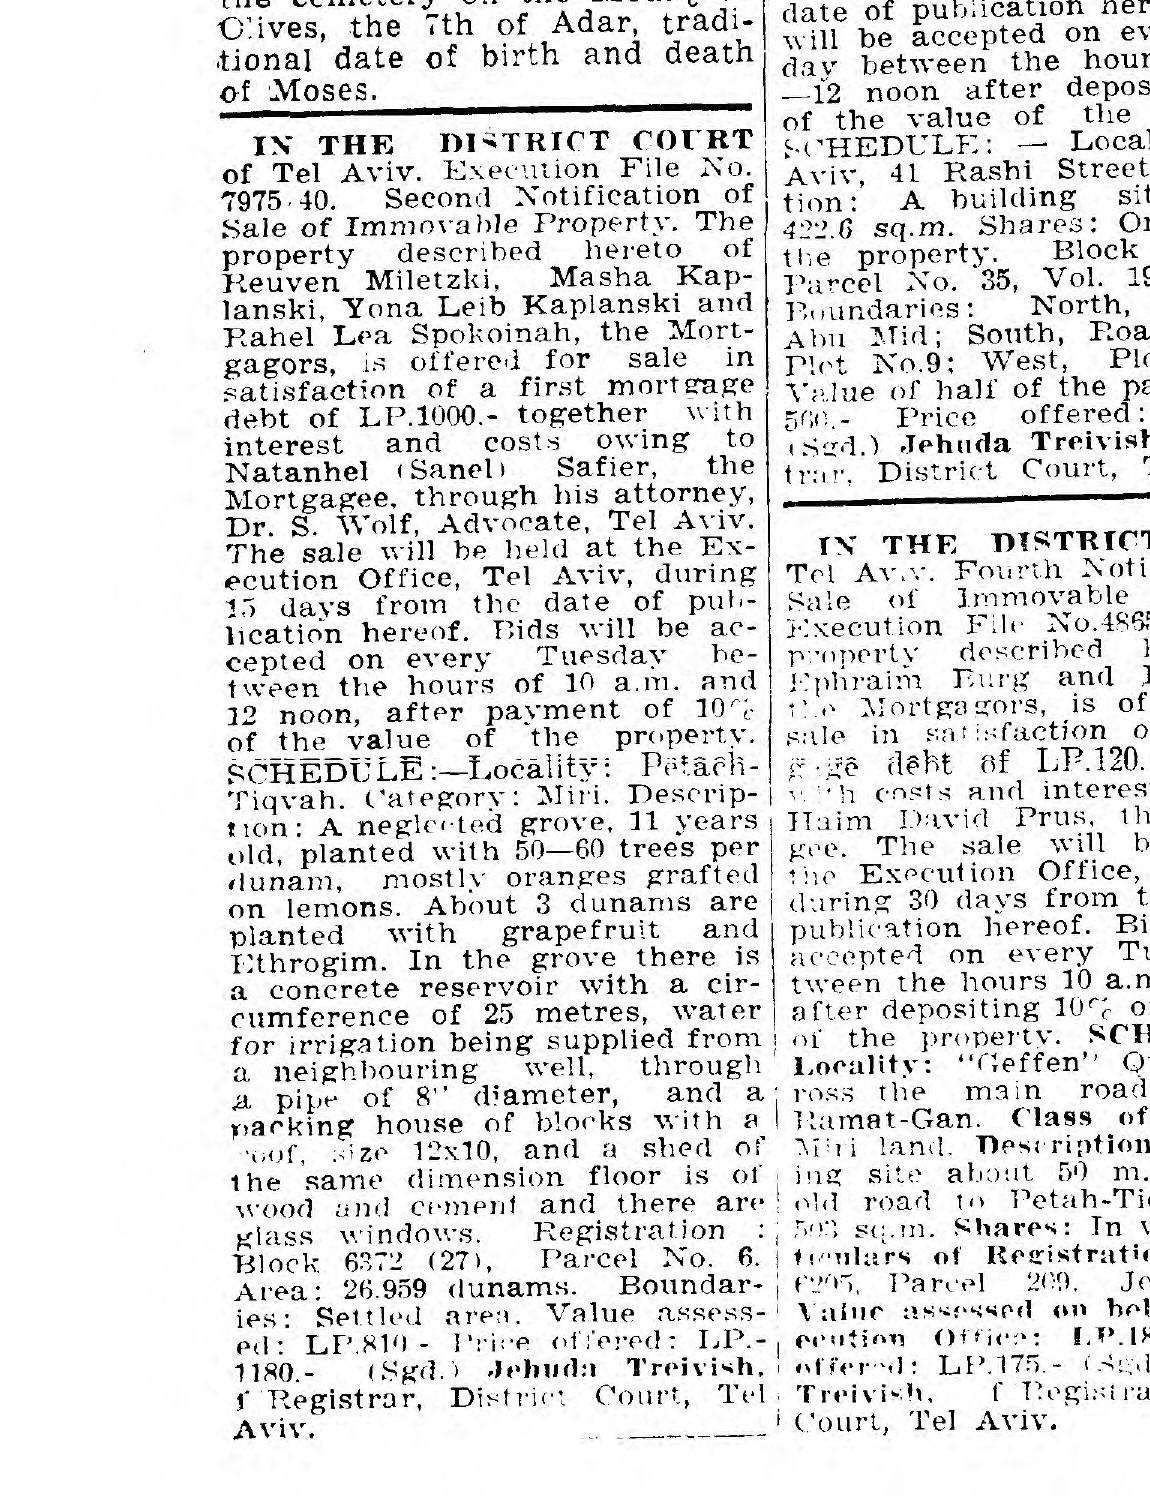 Olives, the 7th of Adar, tradi-
tional date of birth and death
of Moses.
IN THE DISTRICT COURT
of Tel Aviv. Execution File No.
7975/40. Second Notification of
Sale of Immovable Property. The
property described hereto of
Reuven Miletzki, Masha Kap-
lanski, Yona Leib Kaplanski and
Rahel Lea Spokoinah, the Mort-
gagors, is offered for sale in
satisfaction of a first mortgage
debt of LP.1000.- together with
interest and costs owing to
Natanhel (Sanel) Safier, the
Mortgagee, through his attorney,
Dr. S. Wolf, Advocate, Tel Aviv.
The sale will be held at the Ex-
ecution Office, Tel Aviv, during
15 days from the date of pub-
lication hereof. Bids will be ac-
cepted on every Tuesday be-
tween the hours of 10 a.m. and
12 noon, after payment of 10%
of the value of the property.
SCHEDULE:—Locality: Petach-
Tiqvah. Category: Miri. Descrip-
tion: A neglected grove, 11 years
old, planted with 50—60 trees per
dunam, mostly oranges grafted
on lemons. About 3 dunams are
planted with grapefruit and
Ethrogim. In the grove there is
a concrete reservoir with a cir-
cumference of 25 metres, water
for irrigation being supplied from
a neighbouring well, through
a pipe of 8" diameter, and a
packing house of blocks with a
roof, size 12x10, and a shed of
the same dimension floor is of
wood and cement and there are
glass windows. Registration :
Block 6372 (27), Parcel No. 6.
Area: 26.959 dunams. Boundar-
ies: Settled area. Value assess-
ed: LP.810- Price offered: LP.-
1180.- (Sgd.) Jehuda Treivish,
f Registrar, District Court, Tel
Aviv.
date of publication her
will be accepted on ev
day between the hour
—12 noon after depos
of the value of the
SCHEDULE: — Local
Aviv, 41 Rashi Street
tion: A building sit
422.6 sq.m. Shares: On
the property. Block
Parcel No. 35, Vol. 19
Boundaries: North,
Abu Mid; South, Roa
Plot No.9: West, Plo
Value of half of the pa
560.- Price offered:
(Sgd.) Jehuda Treivish
trar, District Court, T
IN THE DISTRICT
Tel Aviv. Fourth Noti
Sale of Immovable
Execution File No.4865
property described
Ephraim Burg and
the Mortgagors, is of
sale in satisfaction o
gage debt of LP.120.
with costs and interes
Haim David Prus, th
gee. The sale will b
the Execution Office,
during 30 days from t
publication hereof. Bi
accepted on every Tu
tween the hours 10 a.m
after depositing 10% o
of the property. SCH
Locality: "Geffen" Q
ross the main road
Ramat-Gan. Class of
Miri land. Description
ing site about 50 m.
old road to Petah-Ti
sq.m. Shares: In
ticulars of Registratio
Parcel 269, Je
Value assessed on bel
ecution Office: LP.18
offered: LP.175.- (Sgd
Treivish, f Registra
Court, Tel Aviv.